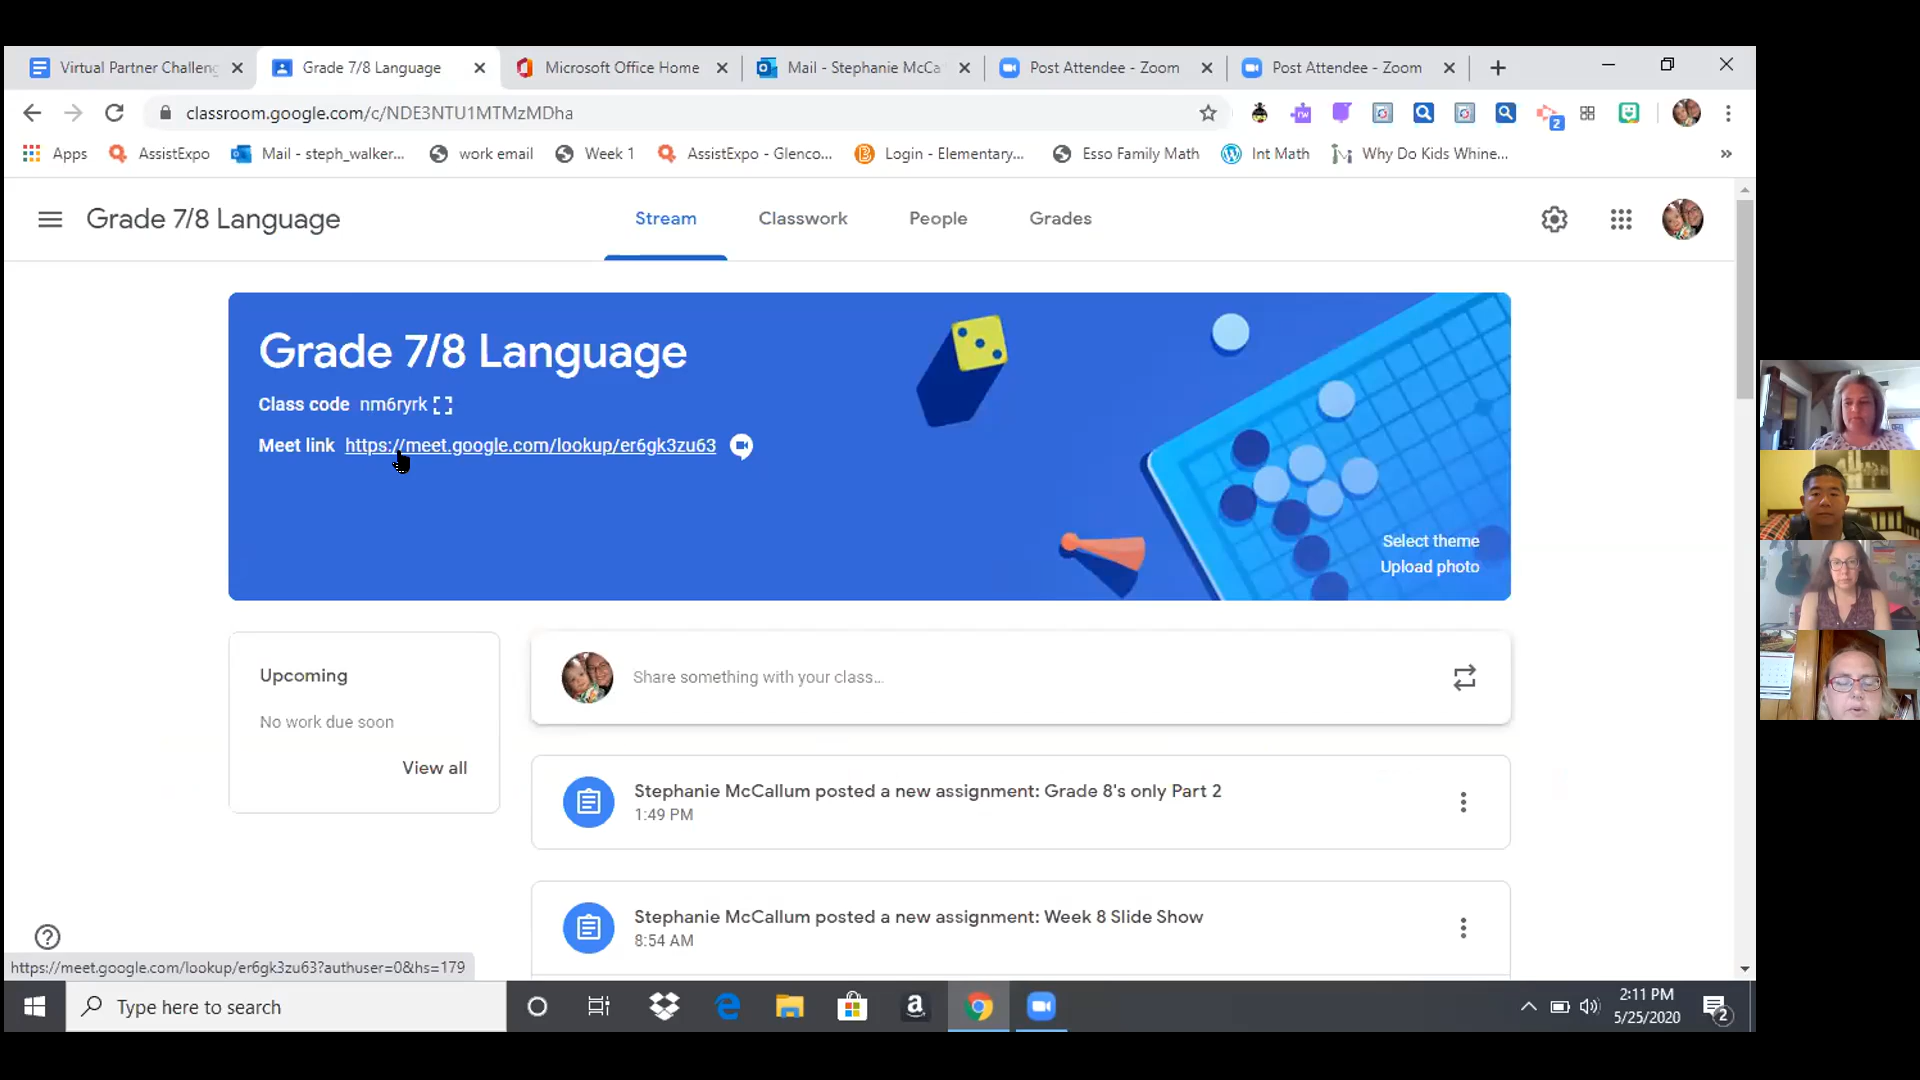 Virtual Partner Challeng
Grade 7/8 Language
Microsoft Office Home
Mail - Stephanie McCa
Post Attendee - Zoom
Post Attendee - Zoom
classroom.google.com/c/NDE3NTU1MTMzMDha
rw
2
Apps
AssistExpo
Mail - steph_walker...
work email
Week 1
AssistExpo - Glenco...
Login - Elementary...
Esso Family Math
Int Math
Why Do Kids Whine...
»
Grade 7/8 Language
Stream
Classwork
People
Grades
Grade 7/8 Language
Class code nm6ryrk
Meet link https://meet.google.com/lookup/er6gk3zu63
Select theme
Upload photo
Upcoming
No work due soon
View all
Share something with your class...
Stephanie McCallum posted a new assignment: Grade 8's only Part 2
1:49 PM
Stephanie McCallum posted a new assignment: Week 8 Slide Show
8:54 AM
https://meet.google.com/lookup/er6gk3zu63?authuser=0&hs=179
Type here to search
2:11 PM
5/25/2020
2